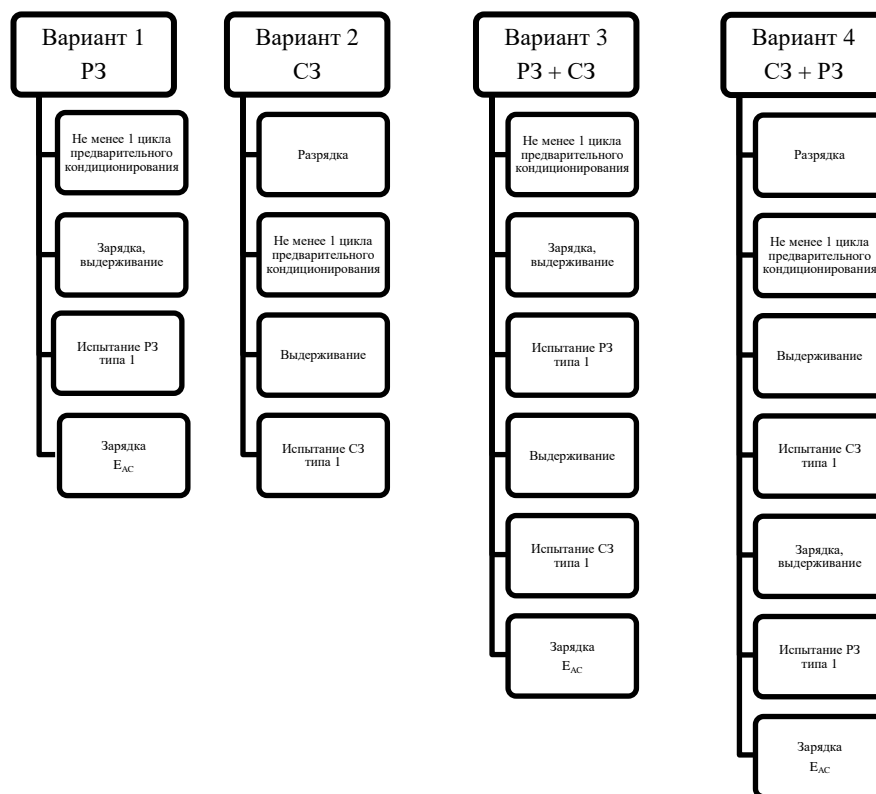 Вариант 1
РЗ
Не менее 1 цикла
предварительного
кондиционирования
Зарядка,
выдерживание
Испытание РЗ
типа 1
Зарядка
EAC
Вариант 2
СЗ
Разрядка
Не менее 1 цикла
предварительного
кондиционирования
Выдерживание
Испытание СЗ
типа 1
Вариант 3
РЗ + СЗ
Не менее 1 цикла
предварительного
кондиционирования
Зарядка,
выдерживание
Испытание РЗ
типа 1
Выдерживание
Испытание СЗ
типа 1
Зарядка
EAC
Вариант 4
СЗ + РЗ
Разрядка
Не менее 1 цикла
предварительного
кондиционирования
Выдерживание
Испытание СЗ
типа 1
Зарядка,
выдерживание
Испытание РЗ
типа 1
Зарядка
EAC